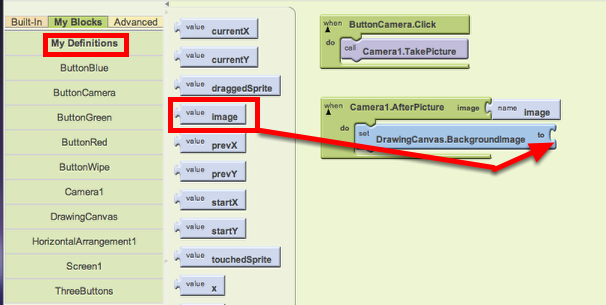 Built-In My Blocks Advanced
My Definitions
ButtonBlue
ButtonCamera
ButtonGreen
ButtonRed
ButtonWipe
Camera1
DrawingCanvas
HorizontalArrangement1
Screen1
ThreeButtons
value currentX
value currentY
value draggedSprite
value image
value prevX
value prevY
value startX
value startY
value touchedSprite
value x
when ButtonCamera.Click
do call Camera1.TakePicture
when Camera1.AfterPicture image name image
do set DrawingCanvas.BackgroundImage to